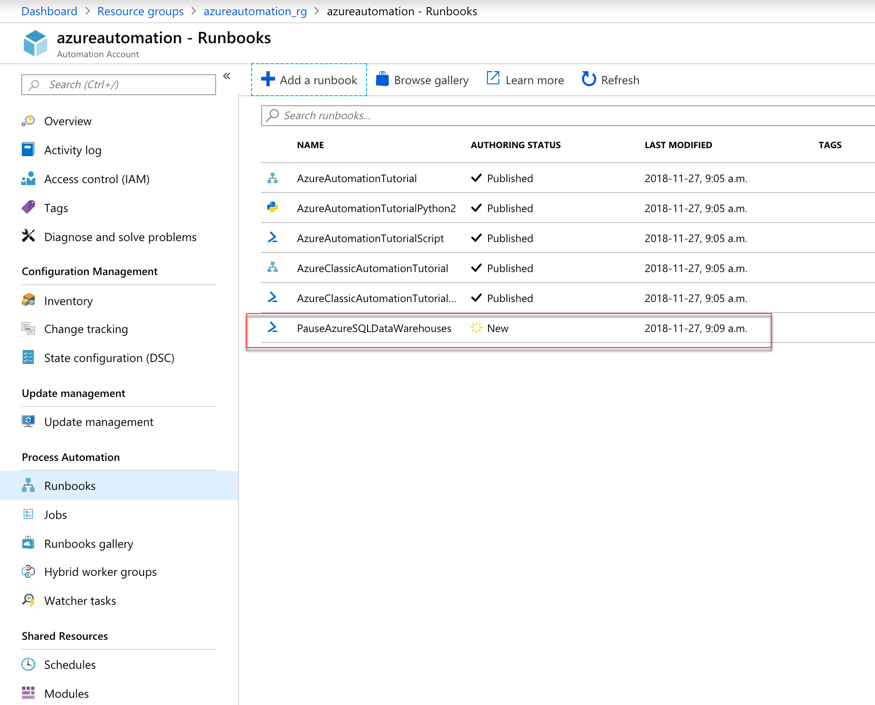 Dashboard > Resource groups > azureautomation_rg > azureautomation - Runbooks
azureautomation - Runbooks
Automation Account
Search (Ctrl+/)
«
Overview
Activity log
Access control (IAM)
Tags
Diagnose and solve problems
Configuration Management
Inventory
Change tracking
State configuration (DSC)
Update management
Update management
Process Automation
Runbooks
Jobs
Runbooks gallery
Hybrid worker groups
Watcher tasks
Shared Resources
Schedules
Modules
Add a runbook Browse gallery Learn more Refresh
Search runbooks...
NAME AUTHORING STATUS LAST MODIFIED TAGS
AzureAutomationTutorial Published 2018-11-27, 9:05 a.m.
AzureAutomationTutorialPython2 Published 2018-11-27, 9:05 a.m.
AzureAutomationTutorialScript Published 2018-11-27, 9:05 a.m.
AzureClassicAutomationTutorial Published 2018-11-27, 9:05 a.m.
AzureClassicAutomationTutorial... Published 2018-11-27, 9:05 a.m.
PauseAzureSQLDataWarehouses New 2018-11-27, 9:09 a.m.